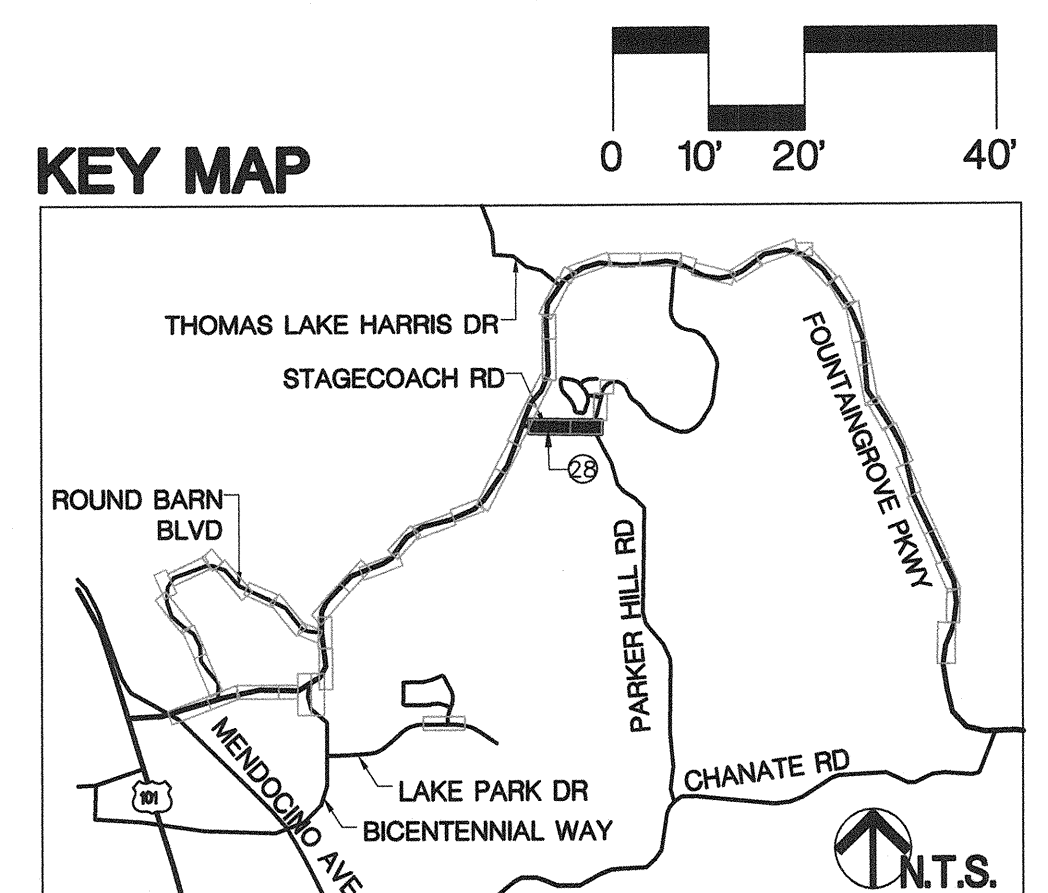 0 10' 20' 40'
KEY MAP
THOMAS LAKE HARRIS DR
STAGECOACH RD
FOUNTAINGROVE PKWY
28
ROUND BARN
BLVD
PARKER HILL RD
MENDOCINO AVE
CHANATE RD
LAKE PARK DR
101
BICENTENNIAL WAY
N.T.S.